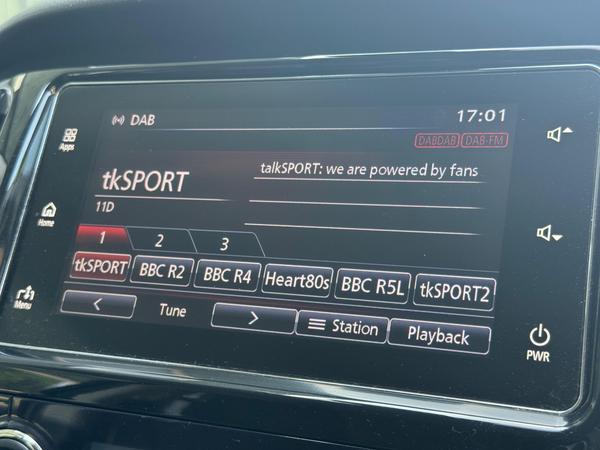 DAB 17:01
DABDAB DAB-FM
Apps
talkSPORT: we are powered by fans
tkSPORT
11D
Home
1 2 3
tkSPORT BBC R2 BBC R4 Heart80s BBC R5L tkSPORT2
Menu
< Tune > Station Playback
PWR